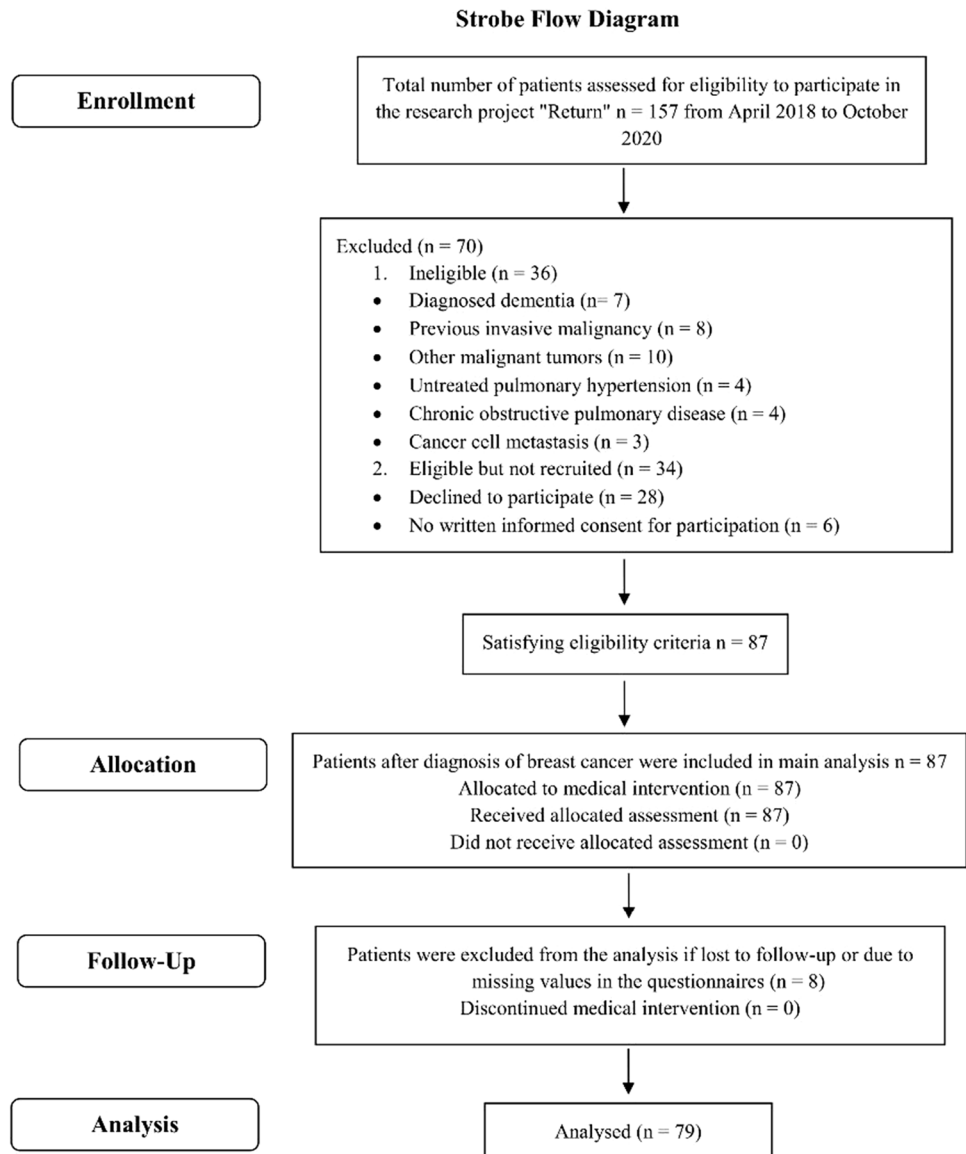 Strobe Flow Diagram
Enrollment
Total number of patients assessed for eligibility to participate in
the research project "Return" n = 157 from April 2018 to October
2020
Excluded (n = 70)
1. Ineligible (n = 36)
• Diagnosed dementia (n= 7)
• Previous invasive malignancy (n = 8)
• Other malignant tumors (n = 10)
• Untreated pulmonary hypertension (n = 4)
• Chronic obstructive pulmonary disease (n = 4)
• Cancer cell metastasis (n = 3)
2. Eligible but not recruited (n = 34)
• Declined to participate (n = 28)
• No written informed consent for participation (n = 6)
Satisfying eligibility criteria n = 87
Allocation
Patients after diagnosis of breast cancer were included in main analysis n = 87
Allocated to medical intervention (n = 87)
Received allocated assessment (n = 87)
Did not receive allocated assessment (n = 0)
Follow-Up
Patients were excluded from the analysis if lost to follow-up or due to
missing values in the questionnaires (n = 8)
Discontinued medical intervention (n = 0)
Analysis
Analysed (n = 79)